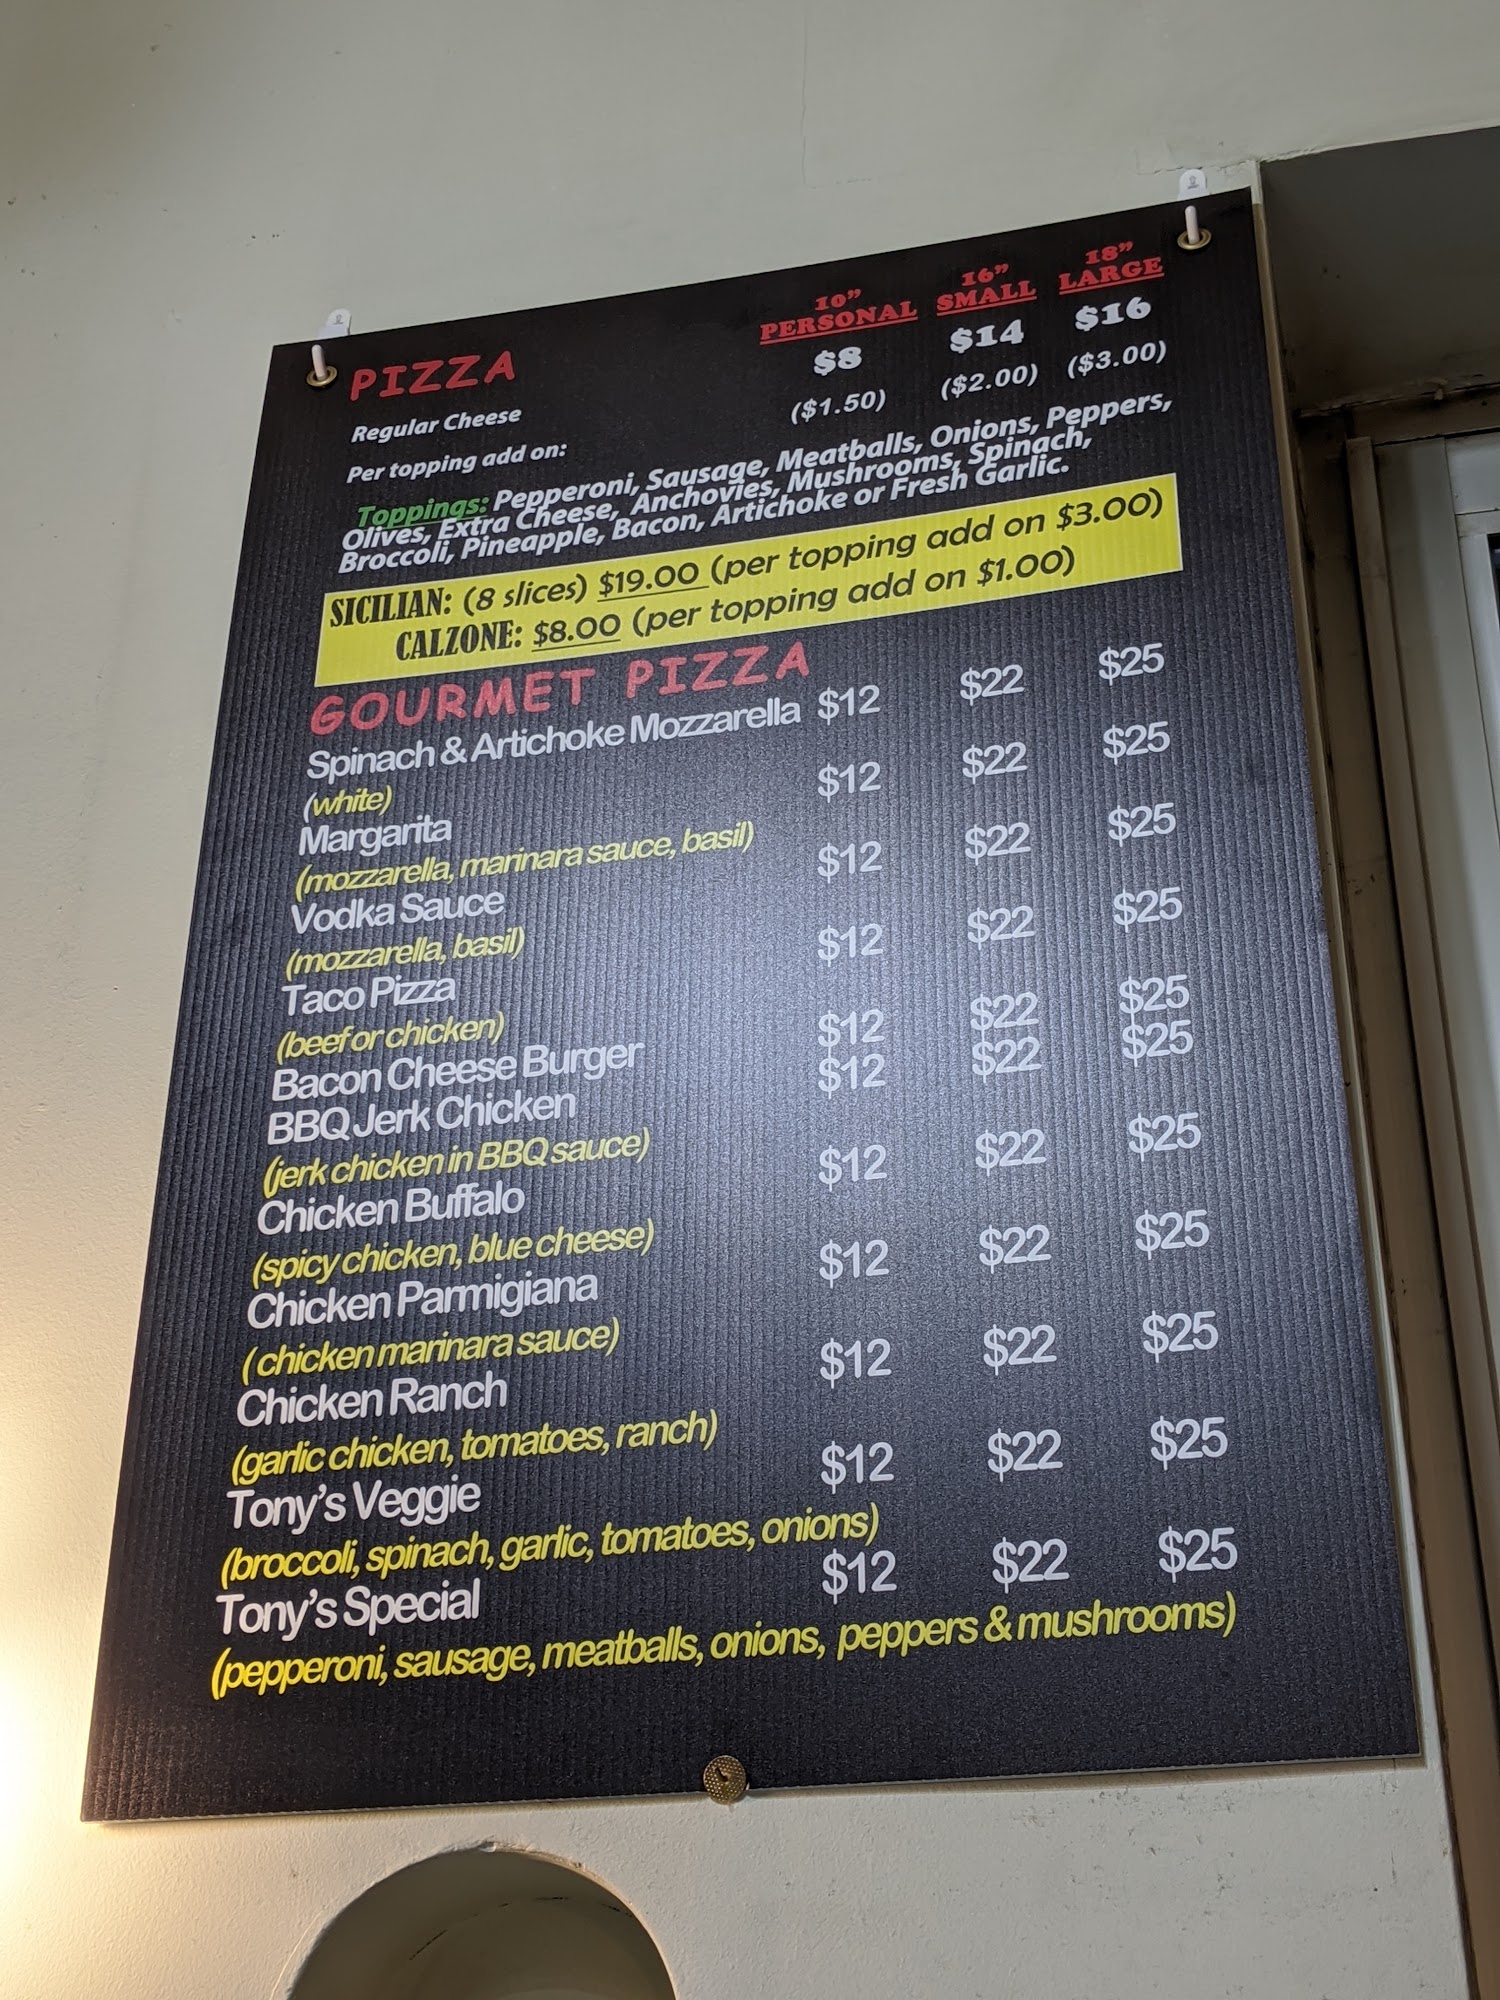 10” 16” 18”
PERSONAL SMALL LARGE
PIZZA
Regular Cheese $8 $14 $16
Per topping add on: ($1.50) ($2.00) ($3.00)
Toppings: Pepperoni, Sausage, Meatballs, Onions, Peppers,
Olives, Extra Cheese, Anchovies, Mushrooms, Spinach,
Broccoli, Pineapple, Bacon, Artichoke or Fresh Garlic.
SICILIAN: (8 slices) $19.00 (per topping add on $3.00)
CALZONE: $8.00 (per topping add on $1.00)
GOURMET PIZZA
Spinach & Artichoke Mozzarella $12 $22 $25
(white)
Margarita $12 $22 $25
(mozzarella, marinara sauce, basil)
Vodka Sauce $12 $22 $25
(mozzarella, basil)
Taco Pizza $12 $22 $25
(beef or chicken)
Bacon Cheese Burger $12 $22 $25
BBQ Jerk Chicken $12 $22 $25
(jerk chicken in BBQ sauce)
Chicken Buffalo $12 $22 $25
(spicy chicken, blue cheese)
Chicken Parmigiana $12 $22 $25
( chicken marinara sauce)
Chicken Ranch $12 $22 $25
(garlic chicken, tomatoes, ranch)
Tony’s Veggie $12 $22 $25
(broccoli, spinach, garlic, tomatoes, onions)
Tony’s Special $12 $22 $25
(pepperoni, sausage, meatballs, onions, peppers & mushrooms)